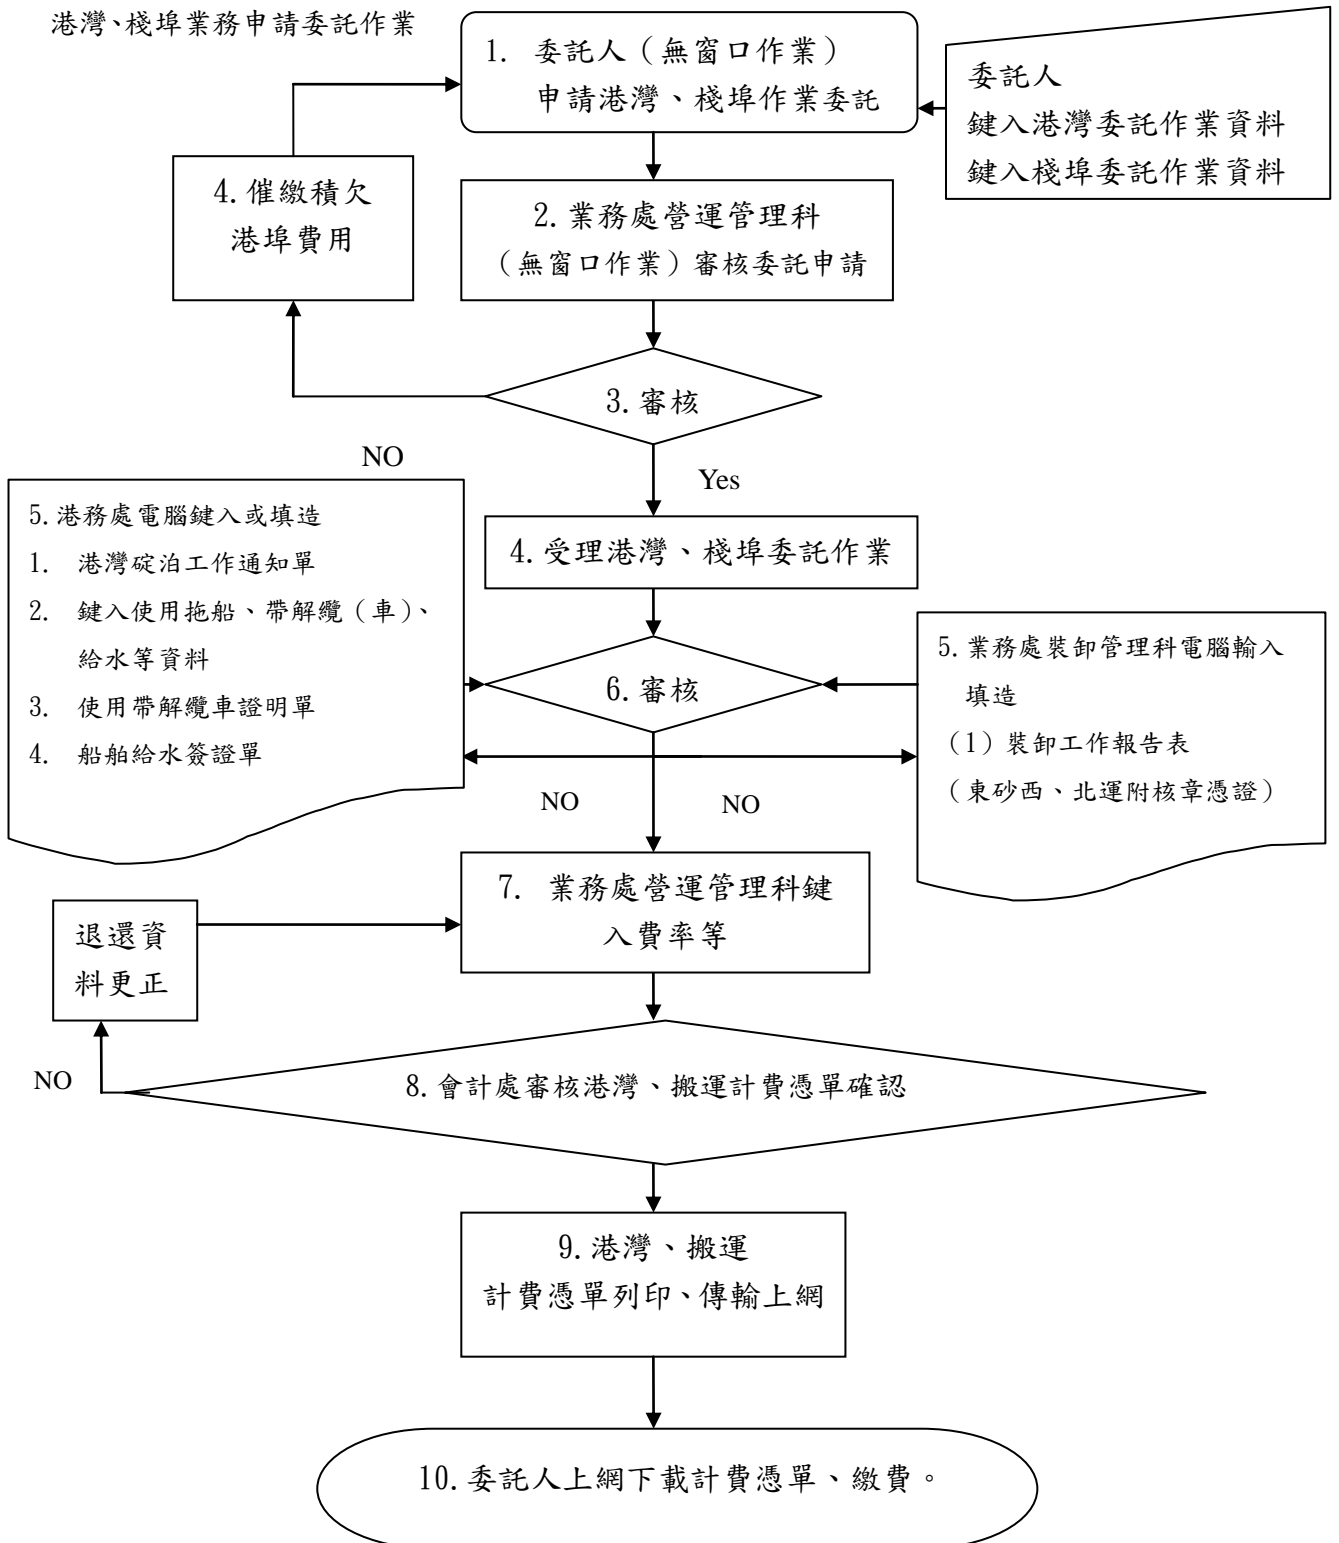 港灣、棧埠業務申請委託作業
1. 委託人（無窗口作業）
申請港灣、棧埠作業委託
委託人
鍵入港灣委託作業資料
鍵入棧埠委託作業資料
4.催繳積欠
港埠費用
2.業務處營運管理科
（無窗口作業）審核委託申請
3.審核
NO
Yes
5.港務處電腦鍵入或填造
1. 港灣碇泊工作通知單
2. 鍵入使用拖船、帶解纜（車）、
給水等資料
3. 使用帶解纜車證明單
4. 船舶給水簽證單
4.受理港灣、棧埠委託作業
6.審核
5.業務處裝卸管理科電腦輸入
填造
（1）裝卸工作報告表
（東砂西、北運附核章憑證）
NO
NO
7. 業務處營運管理科鍵
入費率等
退還資
料更正
NO
8.會計處審核港灣、搬運計費憑單確認
9.港灣、搬運
計費憑單列印、傳輸上網
10.委託人上網下載計費憑單、繳費。